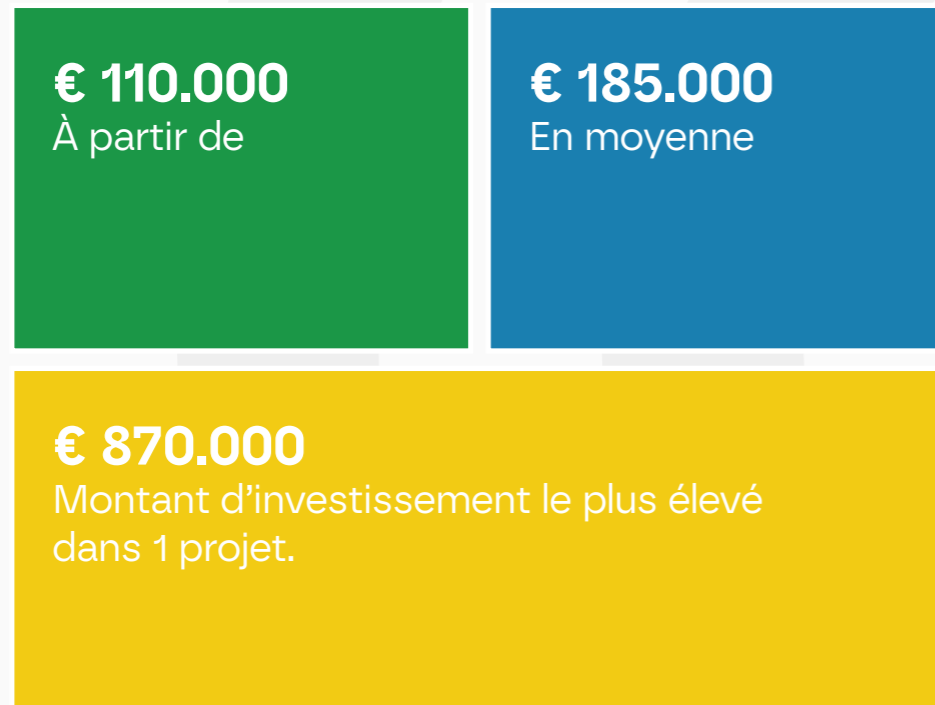 € 110.000
À partir de
€ 185.000
En moyenne
€ 870.000
Montant d’investissement le plus élevé
dans 1 projet.